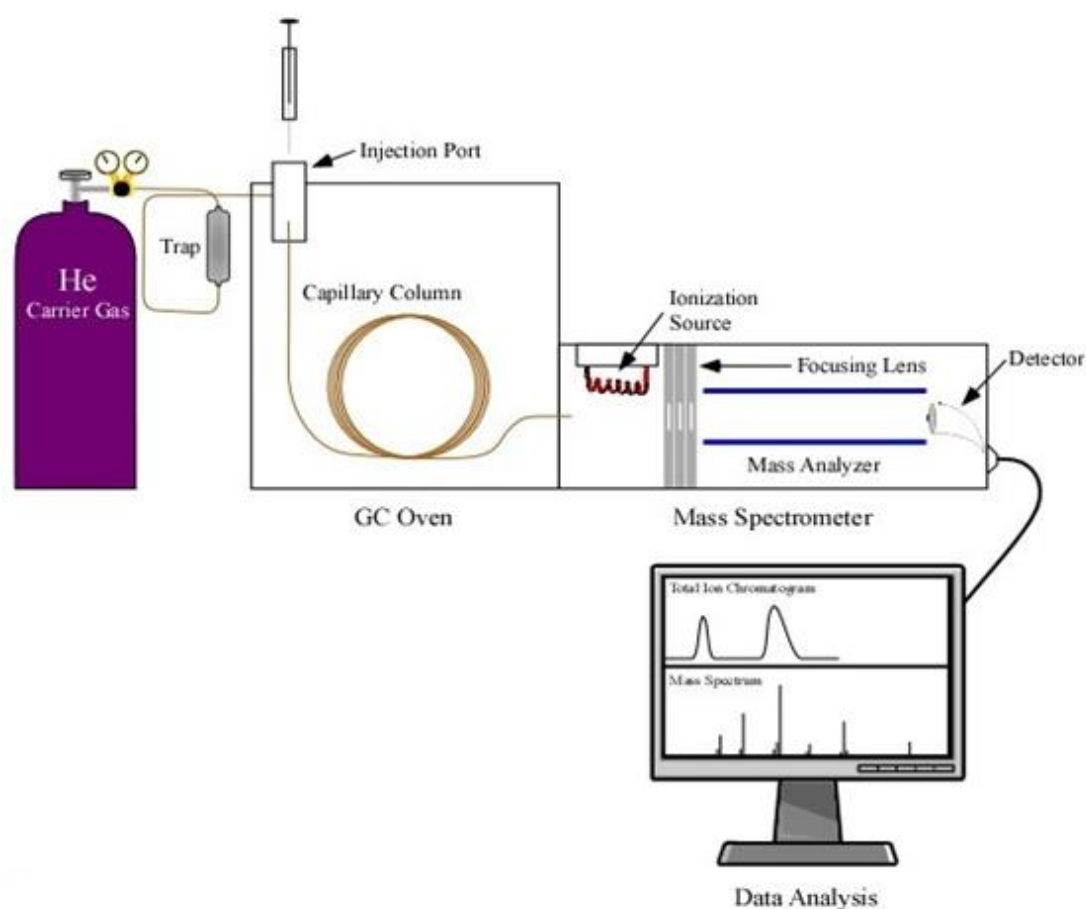 Injection Port
Trap
He
Carrier Gas
Capillary Column
Ionization
Source
Focusing Lens
Detector
Mass Analyzer
GC Oven
Mass Spectrometer
Total Ion Chromatogram
Mass Spectrum
Data Analysis